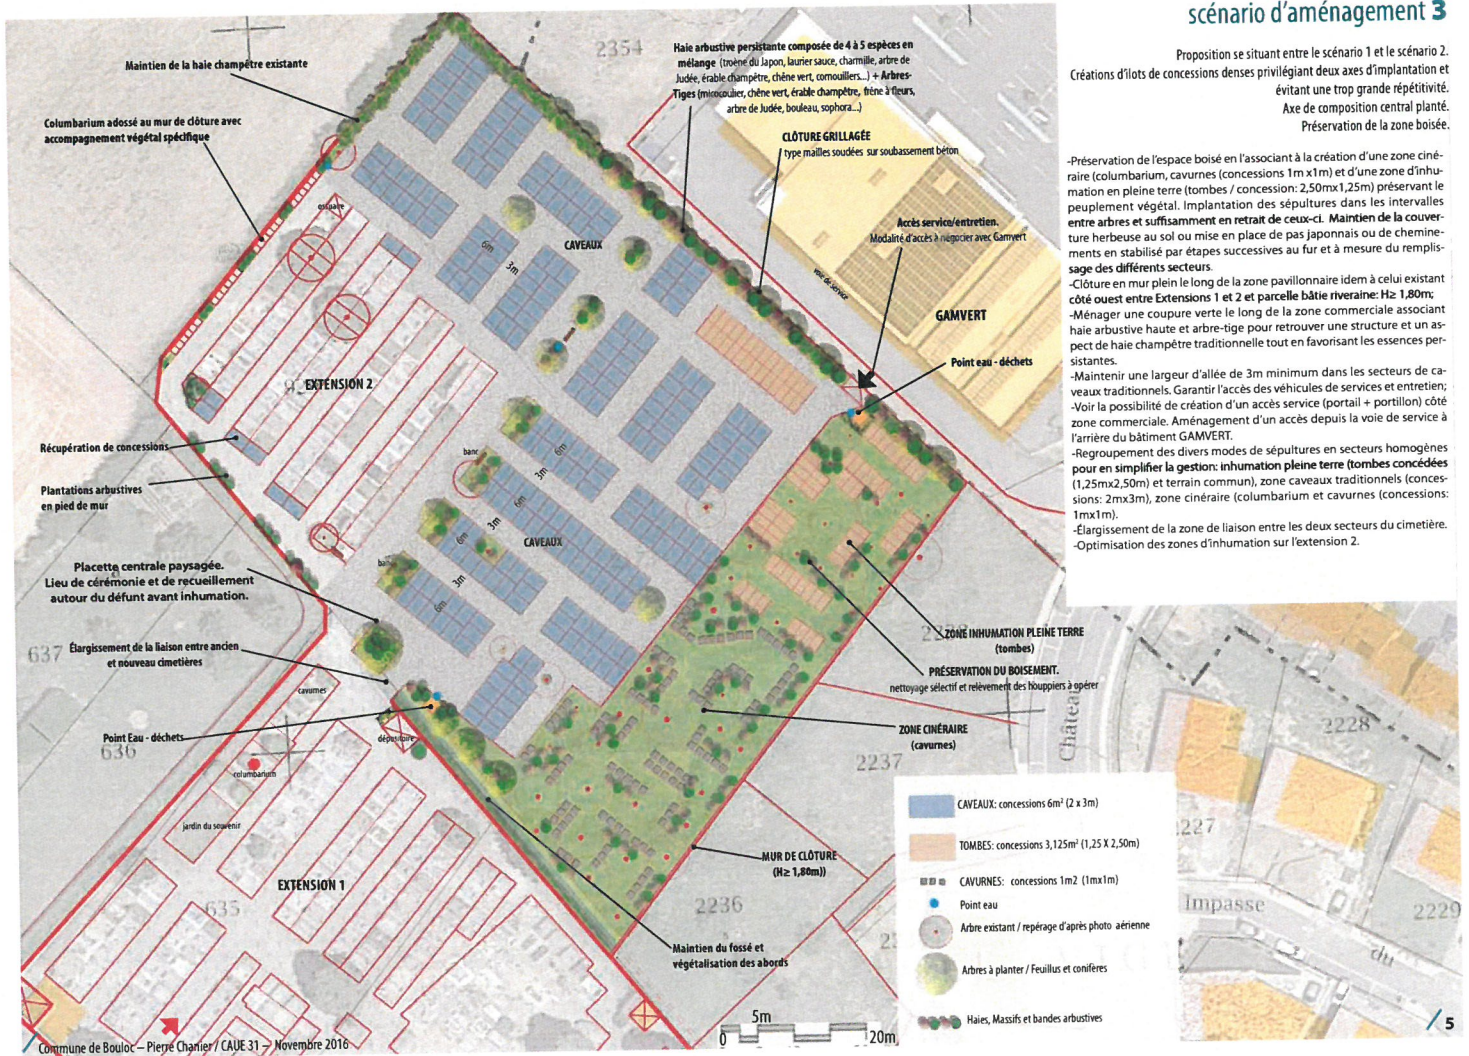 scénario d'aménagement 3
Proposition se situant entre le scénario 1 et le scénario 2.
Créations d'ilots de concessions denses privilégiant deux axes d'implantation et
évitant une trop grande répétitivité.
Axe de composition central planté.
Préservation de la zone boisée.
-Préservation de l'espace boisé en l'associant à la création d'une zone ciné-
raire (columbarium, cavurnes (concessions 1m x1m) et d'une zone d'inhu-
mation en pleine terre (tombes / concession: 2,50mx1,25m) préservant le
peuplement végétal. Implantation des sépultures dans les intervalles
entre arbres et suffisamment en retrait de ceux-ci. Maintien de la couver-
ture herbeuse au sol ou mise en place de pas japonnais ou de chemine-
ments en stabilisé par étapes successives au fur et à mesure du remplis-
sage des différents secteurs.
-Clôture en mur plein le long de la zone pavillonnaire idem à celui existant
côté ouest entre Extensions 1 et 2 et parcelle bâtie riveraine: H≥ 1,80m;
-Ménager une coupure verte le long de la zone commerciale associant
haie arbustive haute et arbre-tige pour retrouver une structure et un as-
pect de haie champêtre traditionnelle tout en favorisant les essences per-
sistantes.
-Maintenir une largeur d'allée de 3m minimum dans les secteurs de ca-
veaux traditionnels. Garantir l'accès des véhicules de services et entretien;
-Voir la possibilité de création d'un accès service (portail + portillon) côté
zone commerciale. Aménagement d'un accès depuis la voie de service à
l'arrière du bâtiment GAMVERT.
-Regroupement des divers modes de sépultures en secteurs homogènes
pour en simplifier la gestion: inhumation pleine terre (tombes concédées
(1,25mx2,50m) et terrain commun), zone caveaux traditionnels (conces-
sions: 2mx3m), zone cinéraire (columbarium et cavurnes (concessions:
1mx1m).
-Élargissement de la zone de liaison entre les deux secteurs du cimetière.
-Optimisation des zones d'inhumation sur l'extension 2.
2354
Maintien de la haie champêtre existante
Haie arbustive persistante composée de 4 à 5 espèces en
mélange (troène du Japon, laurier sauce, charmille, arbre de
Judée, érable champêtre, chêne vert, cornouillers...) + Arbres-
Tiges (micocoulier, chêne vert, érable champêtre, frêne à fleurs,
arbre de Judée, bouleau, sophora...)
Columbarium adossé au mur de clôture avec
accompagnement végétal spécifique
CLÔTURE GRILLAGÉE
type mailles soudées sur soubassement béton
ossuaire
Accès service/entretien.
Modalité d'accès à négocier avec Gamvert
6m
CAVEAUX
3m
voie de service
GAMVERT
Point eau - déchets
EXTENSION 2
Récupération de concessions
banc
6m
3m
6m
Plantations arbustives
en pied de mur
3m
6m
CAVEAUX
banc
3m
6m
Placette centrale paysagée.
Lieu de cérémonie et de recueillement
autour du défunt avant inhumation.
637
Élargissement de la liaison entre ancien
et nouveau cimetières
ZONE INHUMATION PLEINE TERRE
(tombes)
PRÉSERVATION DU BOISEMENT.
nettoyage sélectif et relèvement des houppiers à opérer
cavurnes
Point Eau - déchets
636
dépositoire
columbarium
jardin du souvenir
ZONE CINÉRAIRE
(cavurnes)
2237
Château
2228
EXTENSION 1
635
MUR DE CLÔTURE
(H≥ 1,80m))
2236
Maintien du fossé et
végétalisation des abords
CAVEAUX: concessions 6m² (2 x 3m)
TOMBES: concessions 3,125m² (1,25 X 2,50m)
CAVURNES: concessions 1m2 (1mx1m)
Point eau
Arbre existant / repérage d'après photo aérienne
Arbres à planter / Feuillus et conifères
Haies, Massifs et bandes arbustives
2227
Impasse
2229
du
5m
0
20m
Commune de Bouloc – Pierre Chanier / CAUE 31 – Novembre 2016
/ 5